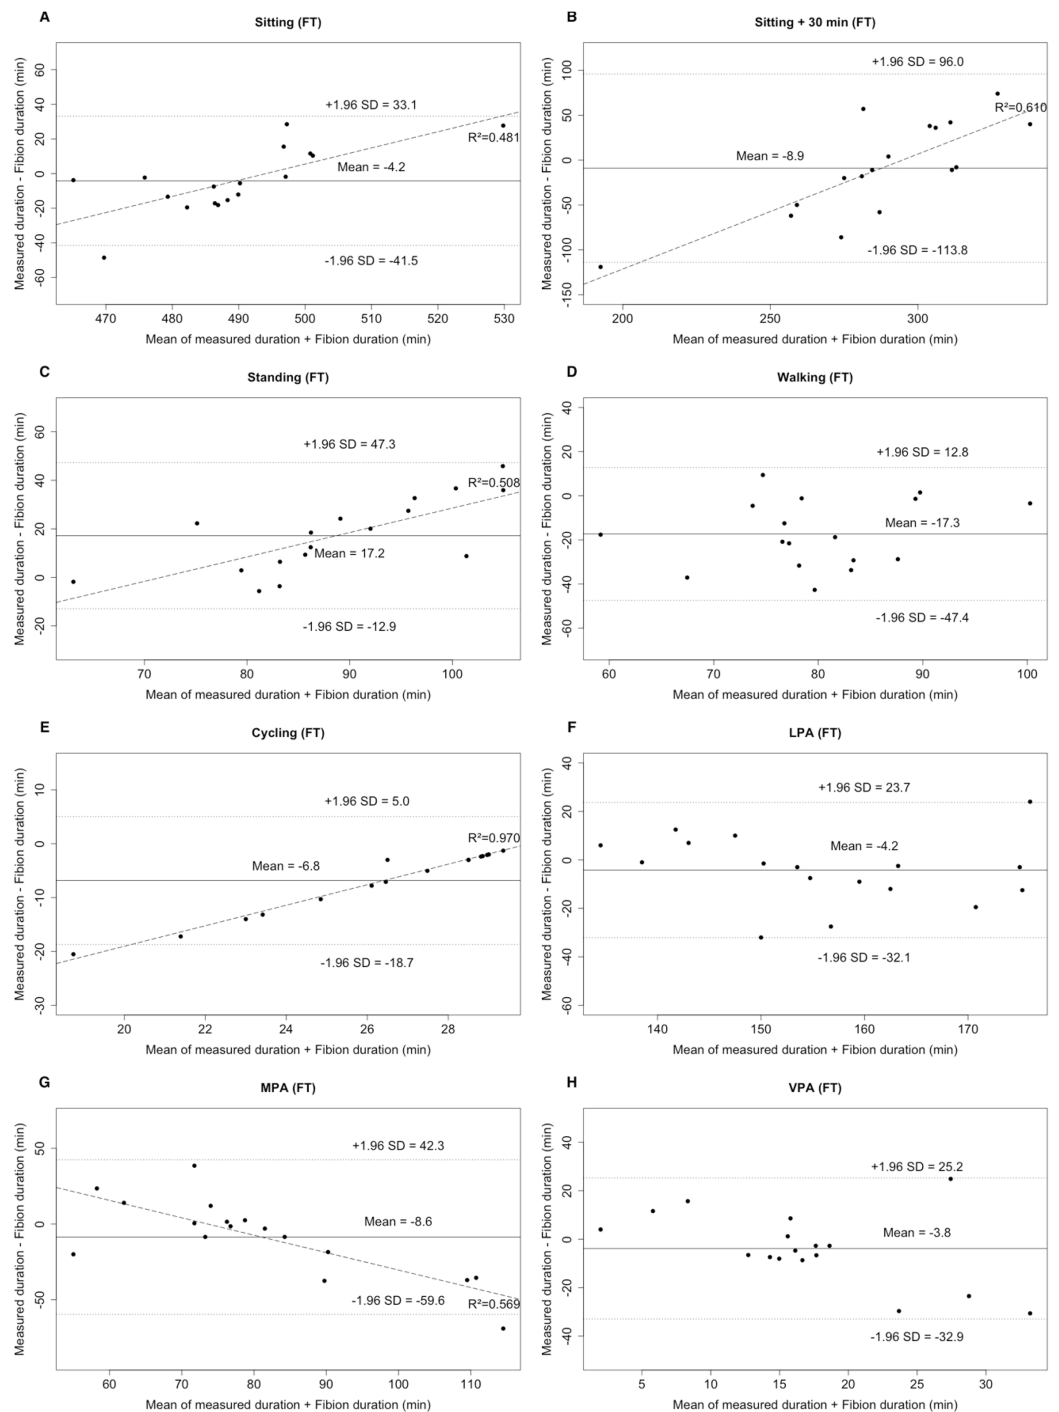 A
Sitting (FT)
Measured duration - Fibion duration (min)
60
40
20
0
-20
-40
-60
+1.96 SD = 33.1
R²=0.481
Mean = -4.2
-1.96 SD = -41.5
470 480 490 500 510 520 530
Mean of measured duration + Fibion duration (min)
B
Sitting + 30 min (FT)
Measured duration - Fibion duration (min)
100
50
0
-50
-100
-150
+1.96 SD = 96.0
R²=0.610
Mean = -8.9
-1.96 SD = -113.8
200 250 300
Mean of measured duration + Fibion duration (min)
C
Standing (FT)
Measured duration - Fibion duration (min)
60
40
20
0
-20
+1.96 SD = 47.3
R²=0.508
Mean = 17.2
-1.96 SD = -12.9
70 80 90 100
Mean of measured duration + Fibion duration (min)
D
Walking (FT)
Measured duration - Fibion duration (min)
40
20
0
-20
-40
-60
+1.96 SD = 12.8
Mean = -17.3
-1.96 SD = -47.4
60 70 80 90 100
Mean of measured duration + Fibion duration (min)
E
Cycling (FT)
Measured duration - Fibion duration (min)
10
0
-10
-20
-30
+1.96 SD = 5.0
R²=0.970
Mean = -6.8
-1.96 SD = -18.7
20 22 24 26 28
Mean of measured duration + Fibion duration (min)
F
LPA (FT)
Measured duration - Fibion duration (min)
40
20
0
-20
-40
-60
+1.96 SD = 23.7
Mean = -4.2
-1.96 SD = -32.1
140 150 160 170
Mean of measured duration + Fibion duration (min)
G
MPA (FT)
Measured duration - Fibion duration (min)
50
0
-50
+1.96 SD = 42.3
Mean = -8.6
-1.96 SD = -59.6
R²=0.569
60 70 80 90 100 110
Mean of measured duration + Fibion duration (min)
H
VPA (FT)
Measured duration - Fibion duration (min)
40
20
0
-20
-40
+1.96 SD = 25.2
Mean = -3.8
-1.96 SD = -32.9
5 10 15 20 25 30
Mean of measured duration + Fibion duration (min)